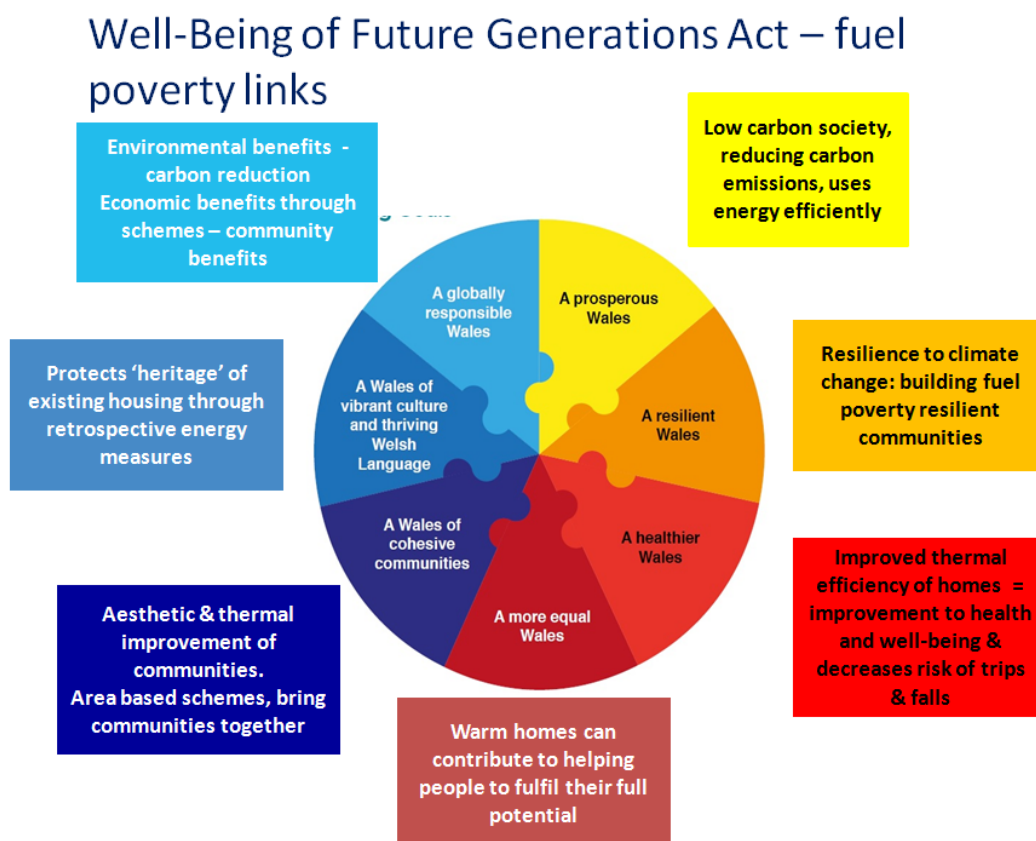 Well-Being of Future Generations Act – fuel
poverty links
Environmental benefits -
carbon reduction
Economic benefits through
schemes – community
benefits
Low carbon society,
reducing carbon
emissions, uses
energy efficiently
A globally
responsible
Wales
A prosperous
Wales
Protects ‘heritage’ of
existing housing through
retrospective energy
measures
A Wales of
vibrant culture
and thriving
Welsh
Language
A resilient
Wales
Resilience to climate
change: building fuel
poverty resilient
communities
A Wales of
cohesive
communities
A healthier
Wales
Improved thermal
efficiency of homes =
improvement to health
and well-being &
decreases risk of trips
& falls
Aesthetic & thermal
improvement of
communities.
Area based schemes, bring
communities together
A more equal
Wales
Warm homes can
contribute to helping
people to fulfil their full
potential